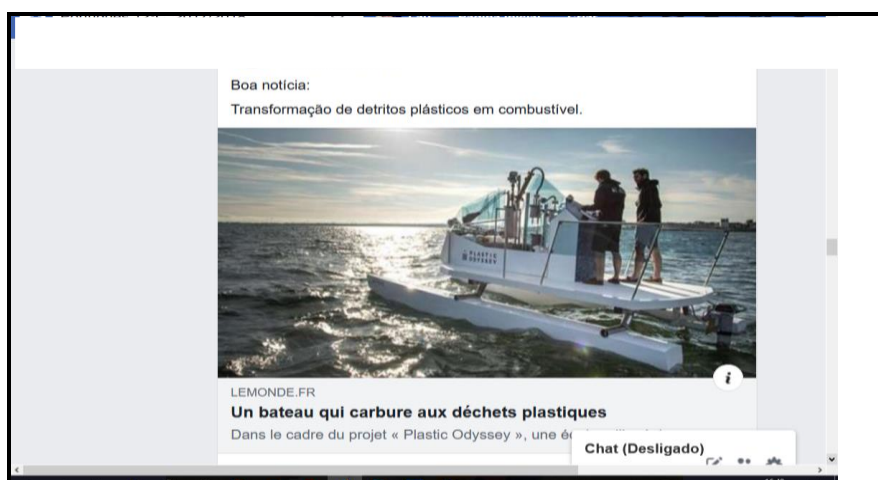 Boa notícia:
Transformação de detritos plásticos em combustível.
PLASTIC
ODYSSEY
i
LEMONDE.FR
Un bateau qui carbure aux déchets plastiques
Dans le cadre du projet « Plastic Odyssey », une
Chat (Desligado)